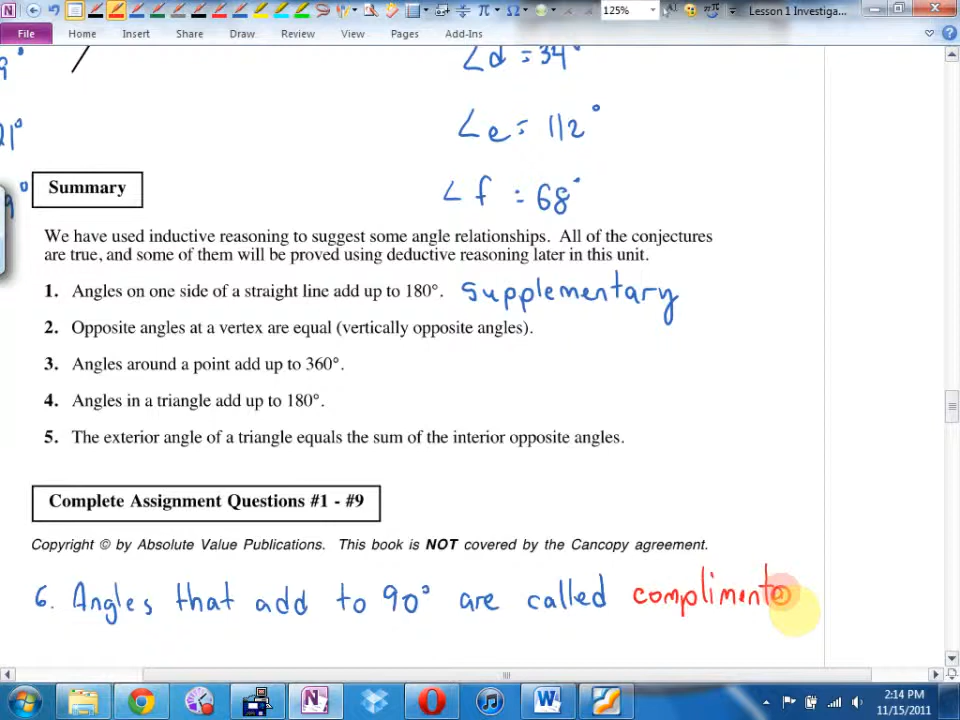 125%
Lesson 1 Investiga...
File Home Insert Share Draw Review View Pages Add-Ins
9°
∠d = 34°
21°
∠e = 112°
9°
Summary
∠f = 68°
We have used inductive reasoning to suggest some angle relationships. All of the conjectures
are true, and some of them will be proved using deductive reasoning later in this unit.
1. Angles on one side of a straight line add up to 180°. supplementary
2. Opposite angles at a vertex are equal (vertically opposite angles).
3. Angles around a point add up to 360°.
4. Angles in a triangle add up to 180°.
5. The exterior angle of a triangle equals the sum of the interior opposite angles.
Complete Assignment Questions #1 - #9
Copyright © by Absolute Value Publications. This book is NOT covered by the Cancopy agreement.
6. Angles that add to 90° are called complimenta
2:14 PM
11/15/2011